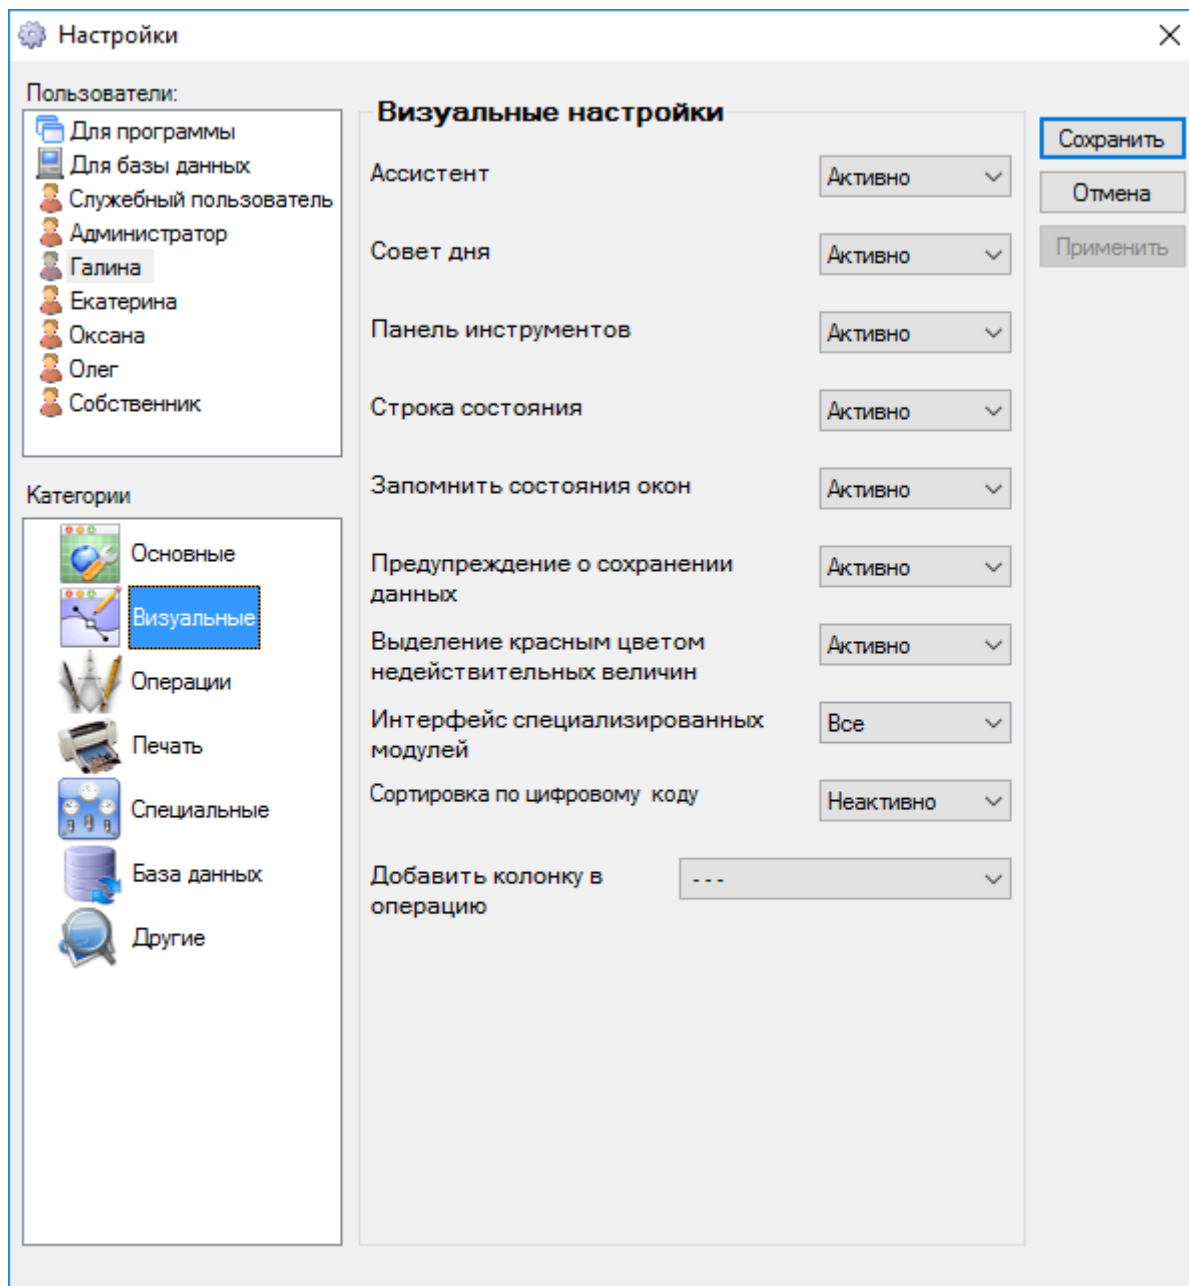 Настройки
Пользователи:
Для программы
Для базы данных
Служебный пользователь
Администратор
Галина
Екатерина
Оксана
Олег
Собственник
Категории
Основные
Визуальные
Операции
Печать
Специальные
База данных
Другие
Визуальные настройки
Ассистент
Активно
Совет дня
Активно
Панель инструментов
Активно
Строка состояния
Активно
Запомнить состояния окон
Активно
Предупреждение о сохранении
данных
Активно
Выделение красным цветом
недействительных величин
Активно
Интерфейс специализированных
модулей
Все
Сортировка по цифровому коду
Неактивно
Добавить колонку в
операцию
---
Сохранить
Отмена
Применить